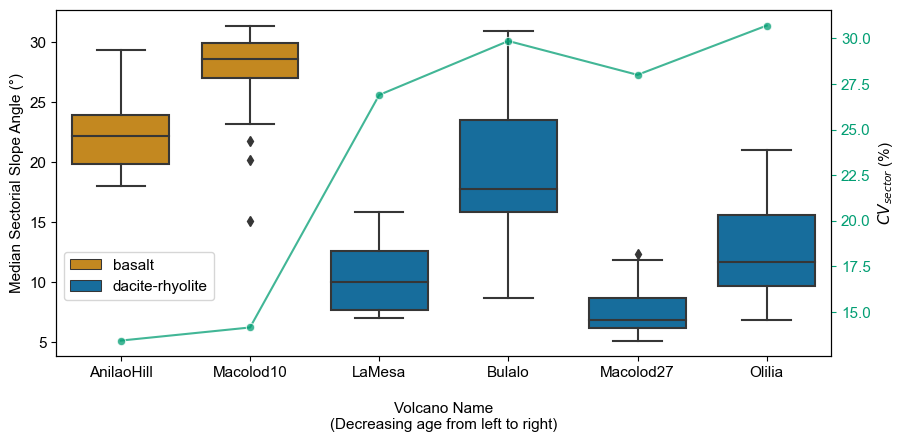 Median Sectorial Slope Angle (°)
30
25
20
15
10
5
basalt
dacite-rhyolite
30.0
27.5
25.0
22.5
20.0
17.5
15.0
CVsector (%)
AnilaoHill
Macolod10
LaMesa
Bulalo
Macolod27
Olilia
Volcano Name
(Decreasing age from left to right)